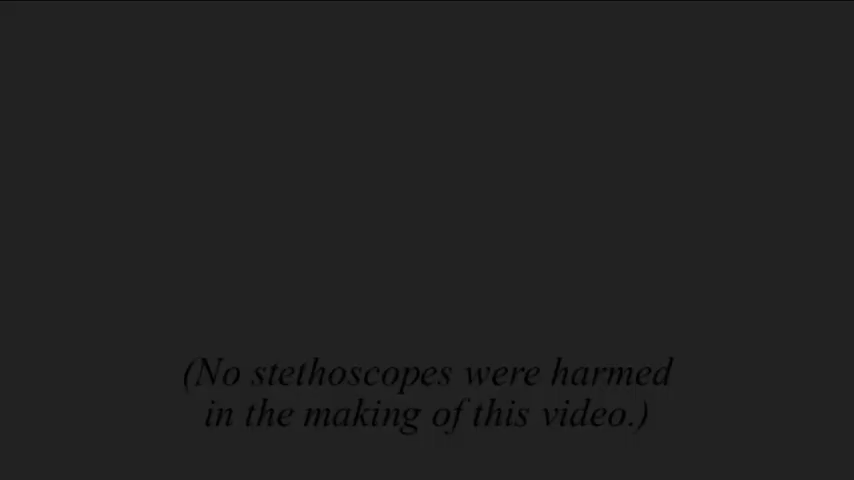 (No stethoscopes were harmed
in the making of this video.)